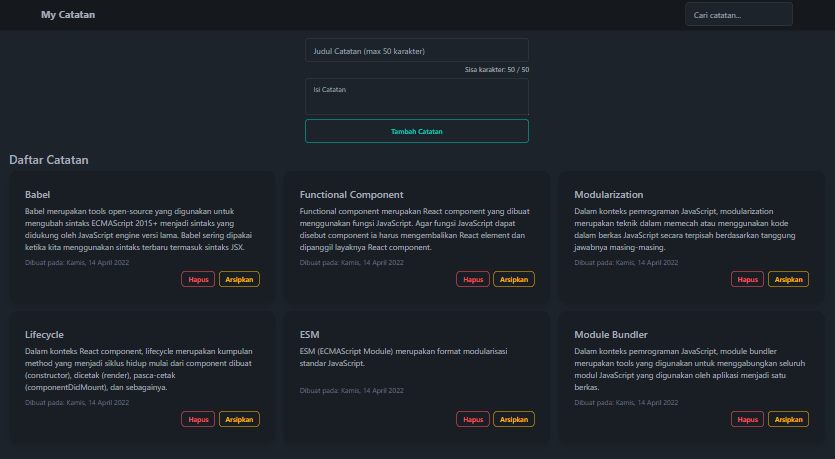 My Catatan
Cari catatan...
Judul Catatan (max 50 karakter)
Sisa karakter: 50 / 50
Isi Catatan
Tambah Catatan
Daftar Catatan
Babel
Babel merupakan tools open-source yang digunakan untuk
mengubah sintaks ECMAScript 2015+ menjadi sintaks yang
didukung oleh JavaScript engine versi lama. Babel sering dipakai
ketika kita menggunakan sintaks terbaru termasuk sintaks JSX.
Dibuat pada: Kamis, 14 April 2022
Hapus
Arsipkan
Functional Component
Functional component merupakan React component yang dibuat
menggunakan fungsi JavaScript. Agar fungsi JavaScript dapat
disebut component ia harus mengembalikan React element dan
dipanggil layaknya React component.
Dibuat pada: Kamis, 14 April 2022
Hapus
Arsipkan
Modularization
Dalam konteks pemrograman JavaScript, modularization
merupakan teknik dalam memecah atau menggunakan kode
dalam berkas JavaScript secara terpisah berdasarkan tanggung
jawabnya masing-masing.
Dibuat pada: Kamis, 14 April 2022
Hapus
Arsipkan
Lifecycle
Dalam konteks React component, lifecycle merupakan kumpulan
method yang menjadi siklus hidup mulai dari component dibuat
(constructor), dicetak (render), pasca-cetak
(componentDidMount), dan sebagainya.
Dibuat pada: Kamis, 14 April 2022
Hapus
Arsipkan
ESM
ESM (ECMAScript Module) merupakan format modularisasi
standar JavaScript.
Dibuat pada: Kamis, 14 April 2022
Hapus
Arsipkan
Module Bundler
Dalam konteks pemrograman JavaScript, module bundler
merupakan tools yang digunakan untuk menggabungkan seluruh
modul JavaScript yang digunakan oleh aplikasi menjadi satu
berkas.
Dibuat pada: Kamis, 14 April 2022
Hapus
Arsipkan